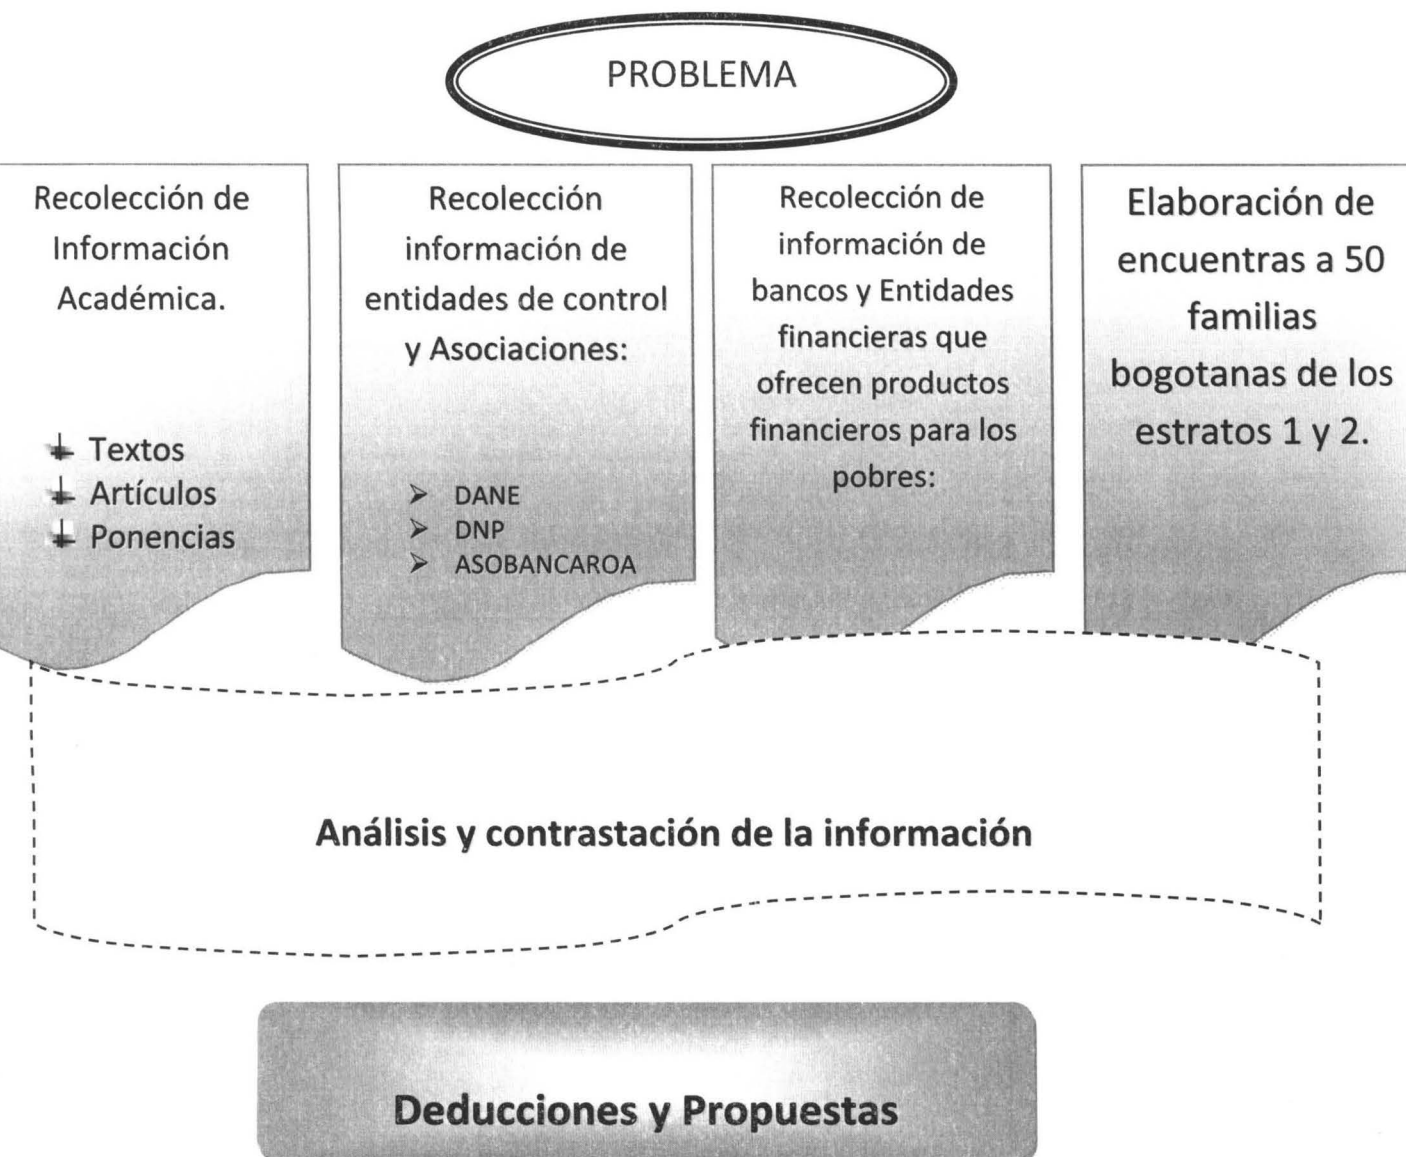 PROBLEMA
Recolección de
Información
Académica.
Textos
Artículos
Ponencias
Recolección
información de
entidades de control
y Asociaciones:
DANE
DNP
ASOBANCAROA
Recolección de
información de
bancos y Entidades
financieras que
ofrecen productos
financieros para los
pobres:
Elaboración de
encuentras a 50
familias
bogotanas de los
estratos 1 y 2.
Análisis y contrastación de la información
Deducciones y Propuestas